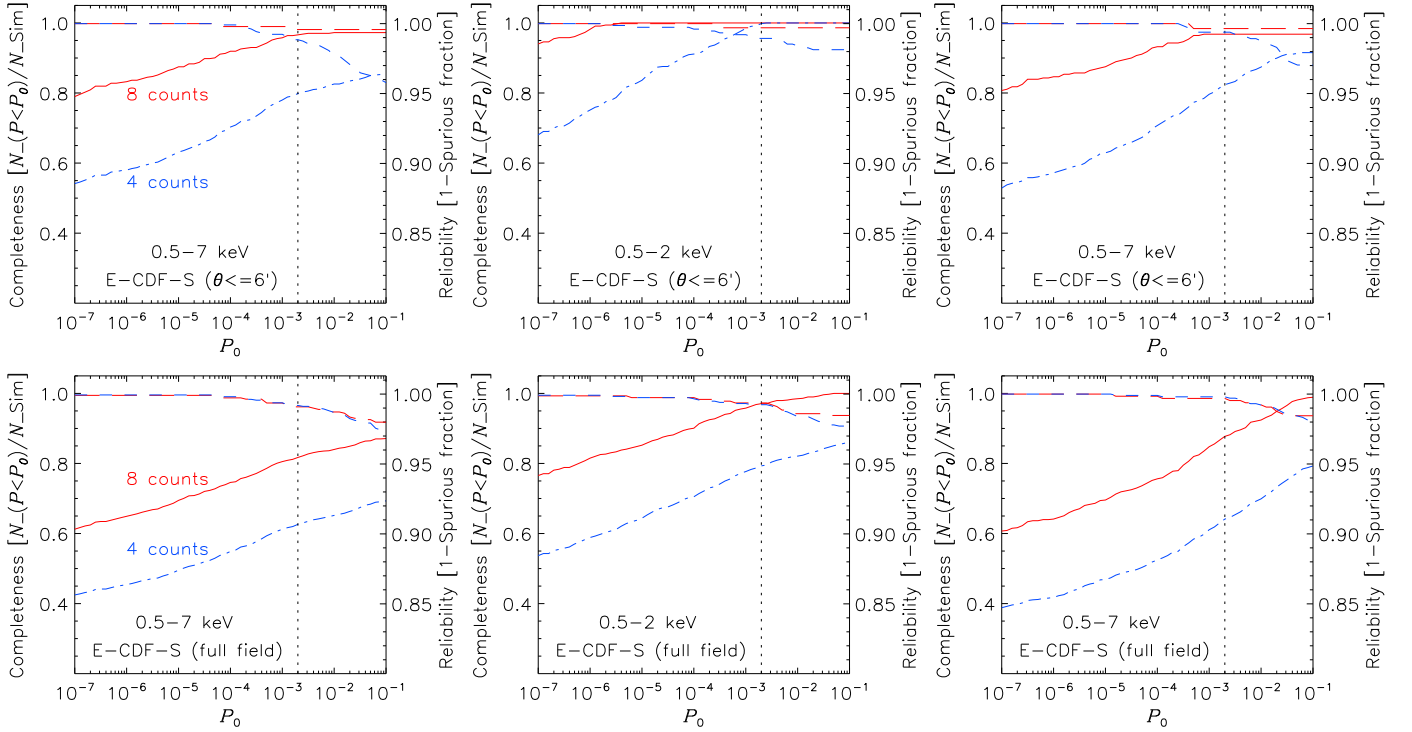 Completeness [N_(P<P₀)/N_Sim]
1.0
0.8
0.6
0.4
8 counts
4 counts
0.5−7 keV
E−CDF−S (θ<=6')
1.00
0.95
0.90
0.85
Reliability [1−Spurious fraction]
10⁻⁷ 10⁻⁶ 10⁻⁵ 10⁻⁴ 10⁻³ 10⁻² 10⁻¹
P₀
Completeness [N_(P<P₀)/N_Sim]
1.0
0.8
0.6
0.4
0.5−2 keV
E−CDF−S (θ<=6')
1.00
0.95
0.90
0.85
Reliability [1−Spurious fraction]
10⁻⁷ 10⁻⁶ 10⁻⁵ 10⁻⁴ 10⁻³ 10⁻² 10⁻¹
P₀
Completeness [N_(P<P₀)/N_Sim]
1.0
0.8
0.6
0.4
0.5−7 keV
E−CDF−S (θ<=6')
1.00
0.95
0.90
0.85
Reliability [1−Spurious fraction]
10⁻⁷ 10⁻⁶ 10⁻⁵ 10⁻⁴ 10⁻³ 10⁻² 10⁻¹
P₀
Completeness [N_(P<P₀)/N_Sim]
1.0
0.8
0.6
0.4
8 counts
4 counts
0.5−7 keV
E−CDF−S (full field)
1.00
0.95
0.90
0.85
Reliability [1−Spurious fraction]
10⁻⁷ 10⁻⁶ 10⁻⁵ 10⁻⁴ 10⁻³ 10⁻² 10⁻¹
P₀
Completeness [N_(P<P₀)/N_Sim]
1.0
0.8
0.6
0.4
0.5−2 keV
E−CDF−S (full field)
1.00
0.95
0.90
0.85
Reliability [1−Spurious fraction]
10⁻⁷ 10⁻⁶ 10⁻⁵ 10⁻⁴ 10⁻³ 10⁻² 10⁻¹
P₀
Completeness [N_(P<P₀)/N_Sim]
1.0
0.8
0.6
0.4
0.5−7 keV
E−CDF−S (full field)
1.00
0.95
0.90
0.85
Reliability [1−Spurious fraction]
10⁻⁷ 10⁻⁶ 10⁻⁵ 10⁻⁴ 10⁻³ 10⁻² 10⁻¹
P₀